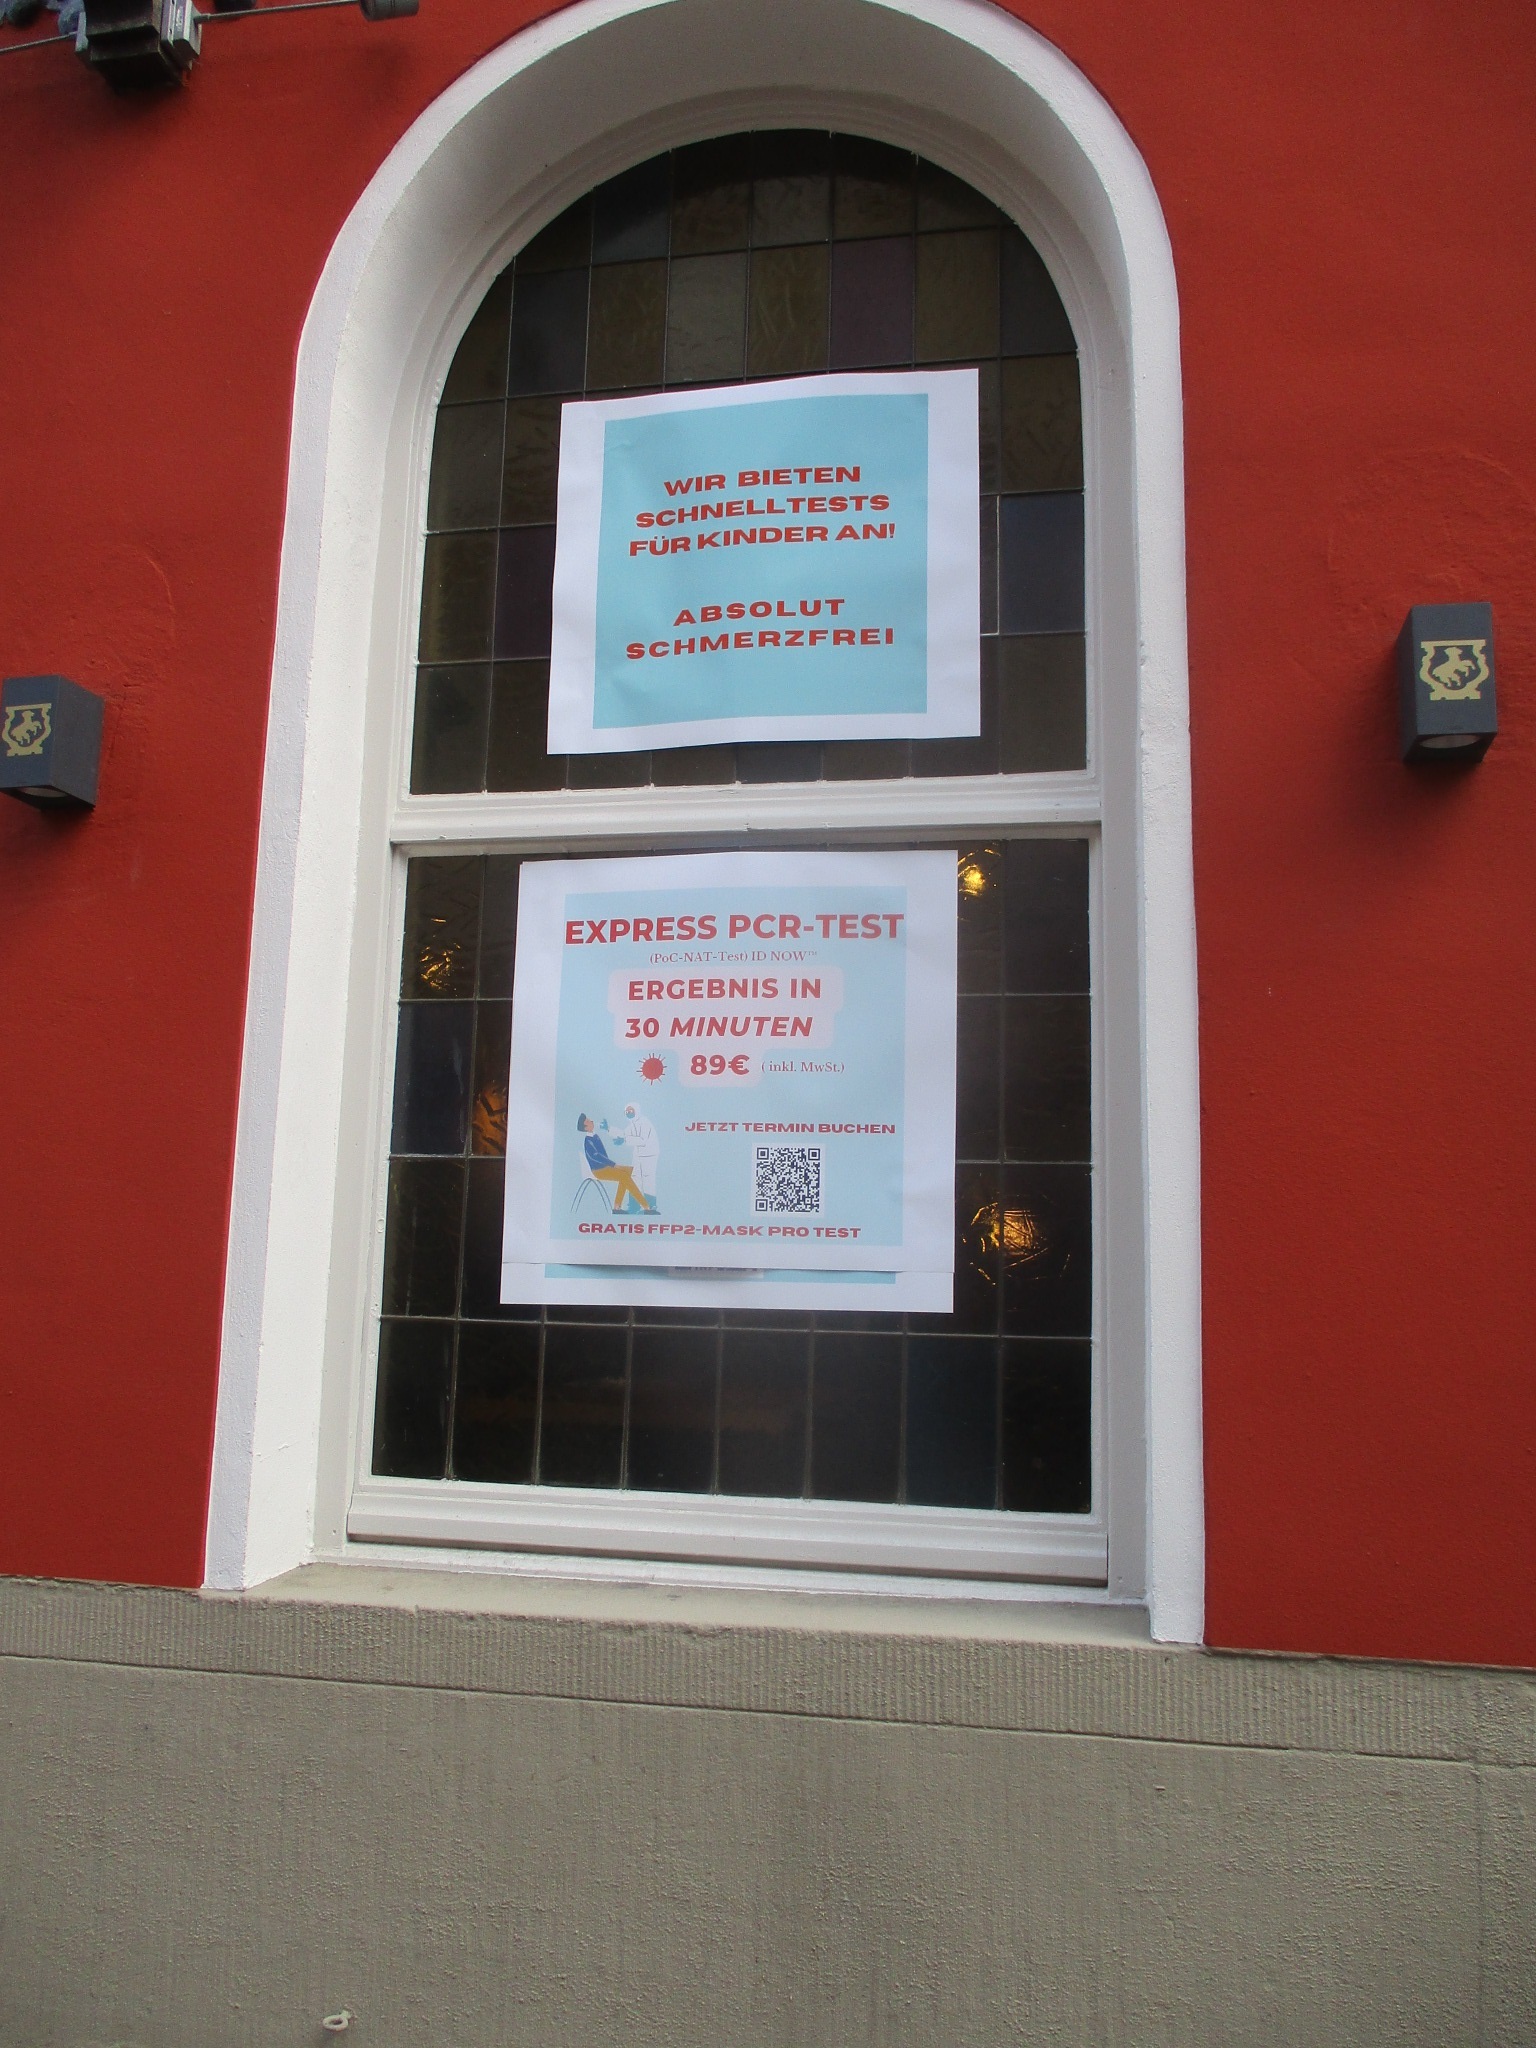 WIR BIETEN
SCHNELLTESTS
FÜR KINDER AN!
ABSOLUT
SCHMERZFREI
EXPRESS PCR-TEST
(PoC-NAT-Test) ID NOW™
ERGEBNIS IN
30 MINUTEN
89€ ( inkl. MwSt.)
JETZT TERMIN BUCHEN
GRATIS FFP2-MASK PRO TEST